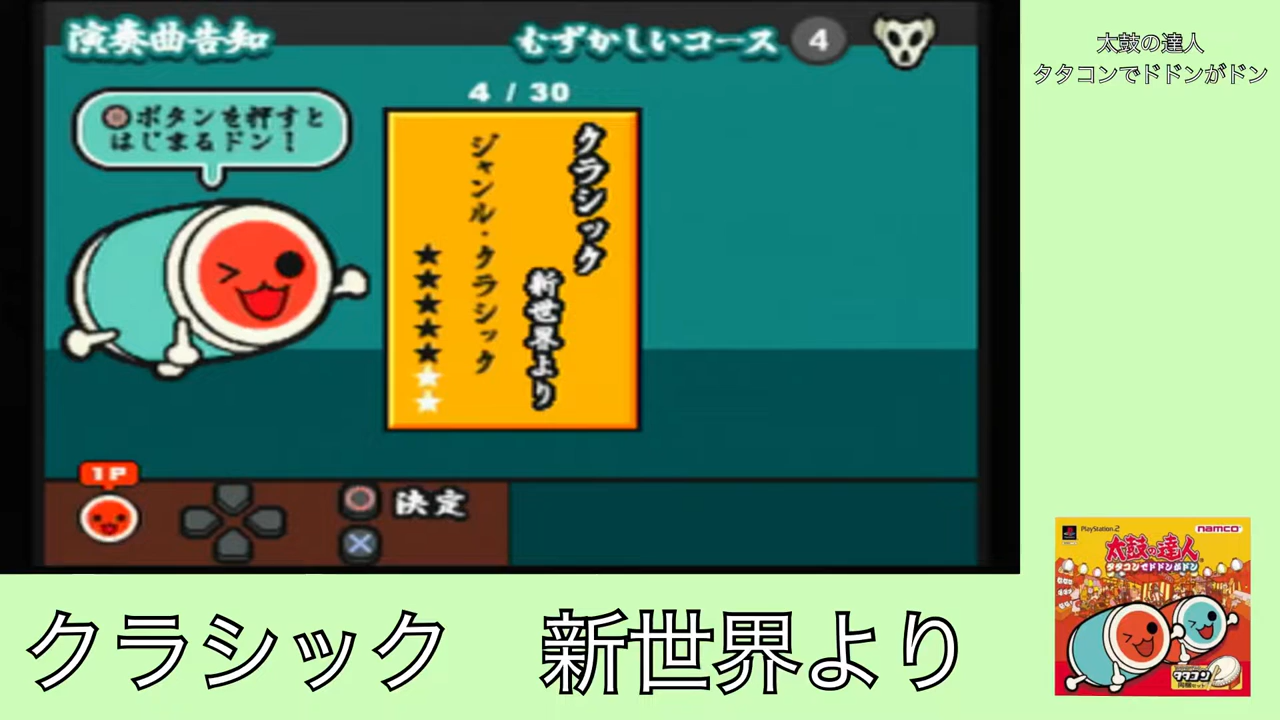 演奏曲告知
むずかしいコース 4
4 / 30
ボタンを押すと
はじまるドン！
クラシック
新世界より
ジャンル・クラシック
★★★★★★★
1P
決定
太鼓の達人
タタコンでドドンがドン
PlayStation 2
namco
太鼓の達人
タタコンでドドンがドン
タタコン
同梱セット
クラシック 新世界より